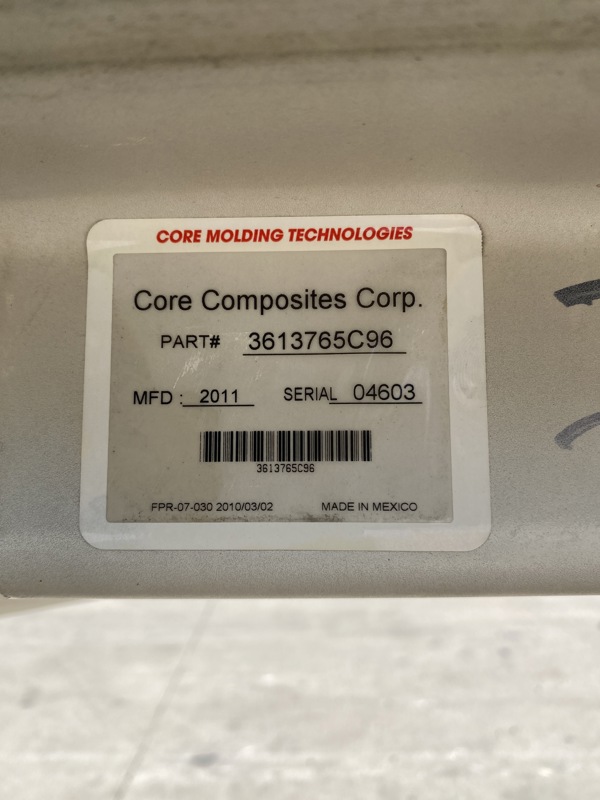 CORE MOLDING TECHNOLOGIES
Core Composites Corp.
PART# 3613765C96
MFD : 2011 SERIAL 04603
3613765C96
FPR-07-030 2010/03/02 MADE IN MEXICO